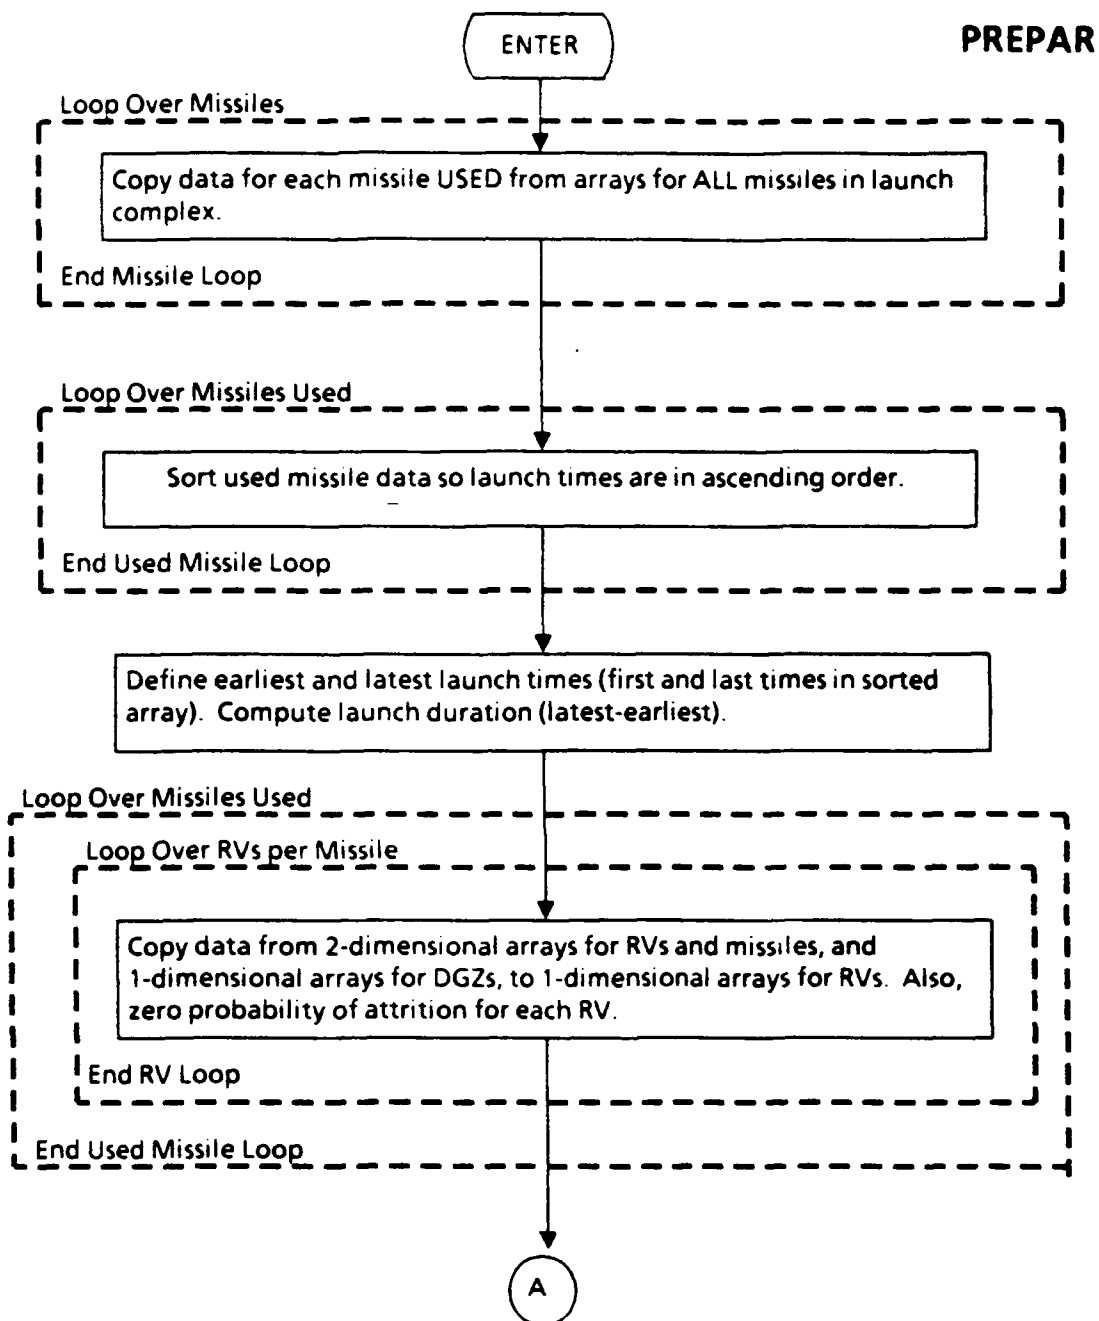 ENTER
PREPAR
Loop Over Missiles
Copy data for each missile USED from arrays for ALL missiles in launch
complex.
End Missile Loop
Loop Over Missiles Used
Sort used missile data so launch times are in ascending order.
End Used Missile Loop
Define earliest and latest launch times (first and last times in sorted
array). Compute launch duration (latest-earliest).
Loop Over Missiles Used
Loop Over RVs per Missile
Copy data from 2-dimensional arrays for RVs and missiles, and
1-dimensional arrays for DGZs, to 1-dimensional arrays for RVs. Also,
zero probability of attrition for each RV.
End RV Loop
End Used Missile Loop
A